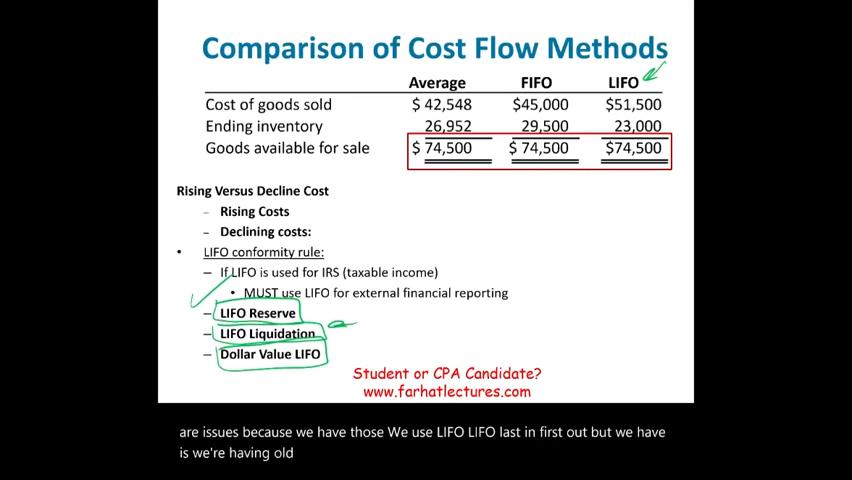 Comparison of Cost Flow Methods
Average FIFO LIFO
Cost of goods sold $ 42,548 $45,000 $51,500
Ending inventory 26,952 29,500 23,000
Goods available for sale $ 74,500 $ 74,500 $74,500
Rising Versus Decline Cost
– Rising Costs
– Declining costs:
• LIFO conformity rule:
– If LIFO is used for IRS (taxable income)
• MUST use LIFO for external financial reporting
– LIFO Reserve
– LIFO Liquidation
– Dollar Value LIFO
Student or CPA Candidate?
www.farhatlectures.com
are issues because we have those We use LIFO LIFO last in first out but we have
is we're having old